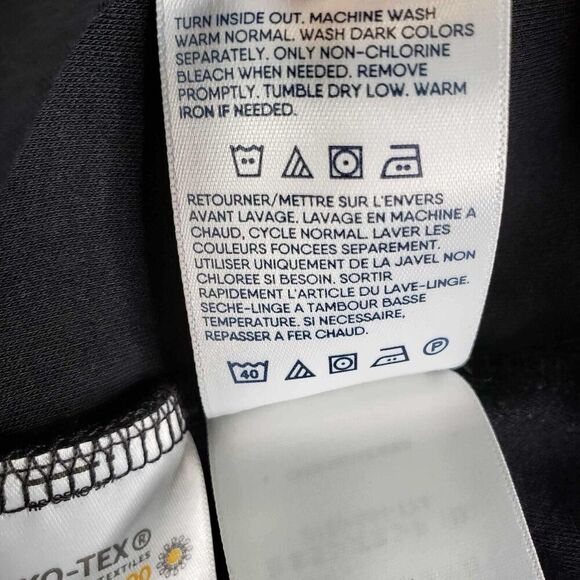 TURN INSIDE OUT. MACHINE WASH
WARM NORMAL. WASH DARK COLORS
SEPARATELY. ONLY NON-CHLORINE
BLEACH WHEN NEEDED. REMOVE
PROMPTLY. TUMBLE DRY LOW. WARM
IRON IF NEEDED.
RETOURNER/METTRE SUR L'ENVERS
AVANT LAVAGE. LAVAGE EN MACHINE A
CHAUD, CYCLE NORMAL. LAVER LES
COULEURS FONCEES SEPAREMENT.
UTILISER UNIQUEMENT DE LA JAVEL NON
CHLOREE SI BESOIN. SORTIR
RAPIDEMENT L'ARTICLE DU LAVE-LINGE.
SECHE-LINGE A TAMBOUR BASSE
TEMPERATURE. SI NECESSAIRE,
REPASSER A FER CHAUD.
40 P
KO-TEX®
TEXTILES